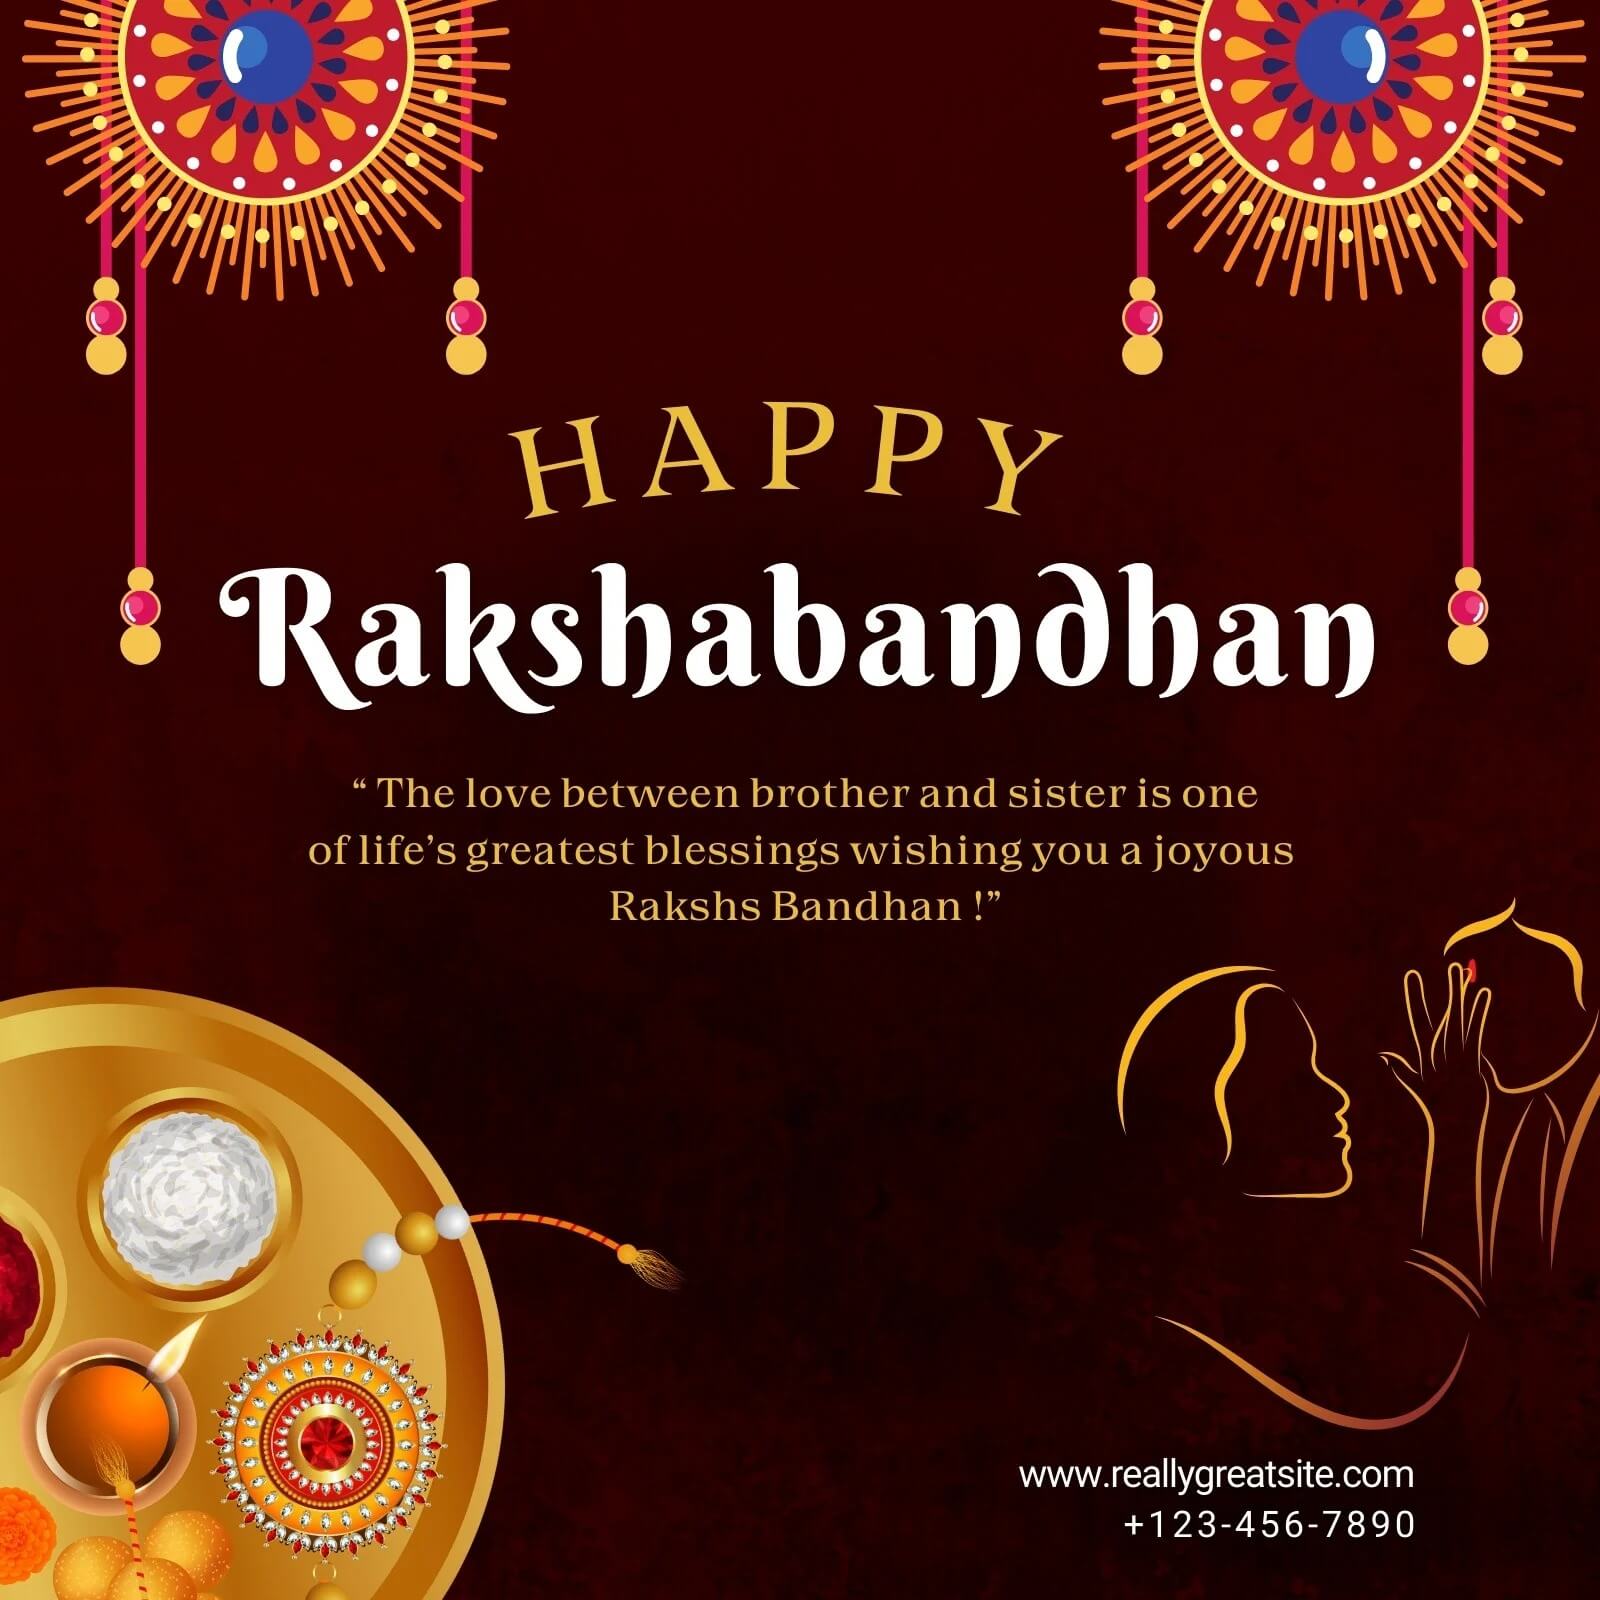 HAPPY
Rakshabandhan
“ The love between brother and sister is one
of life’s greatest blessings wishing you a joyous
Rakshs Bandhan !”
www.reallygreatsite.com
+123-456-7890